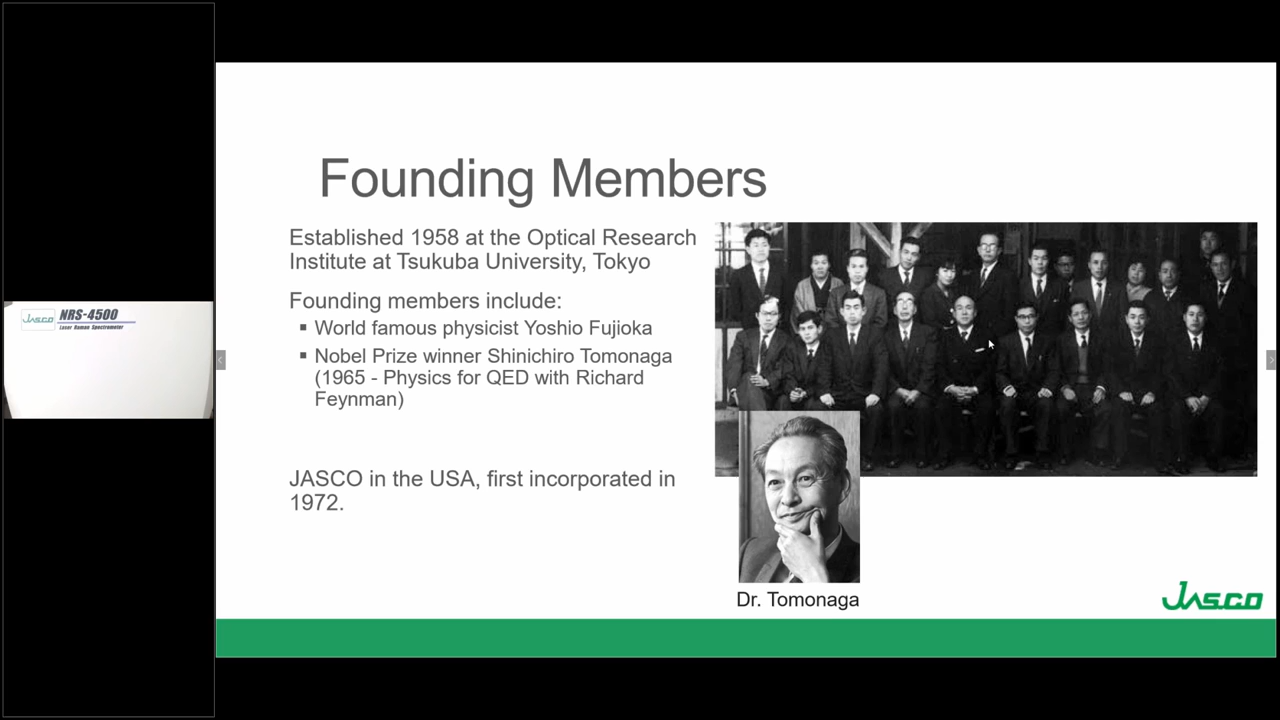 JASCO
NRS-4500
Laser Raman Spectrometer
Founding Members
Established 1958 at the Optical Research
Institute at Tsukuba University, Tokyo
Founding members include:
▪ World famous physicist Yoshio Fujioka
▪ Nobel Prize winner Shinichiro Tomonaga
(1965 - Physics for QED with Richard
Feynman)
JASCO in the USA, first incorporated in
1972.
Dr. Tomonaga
JASCO